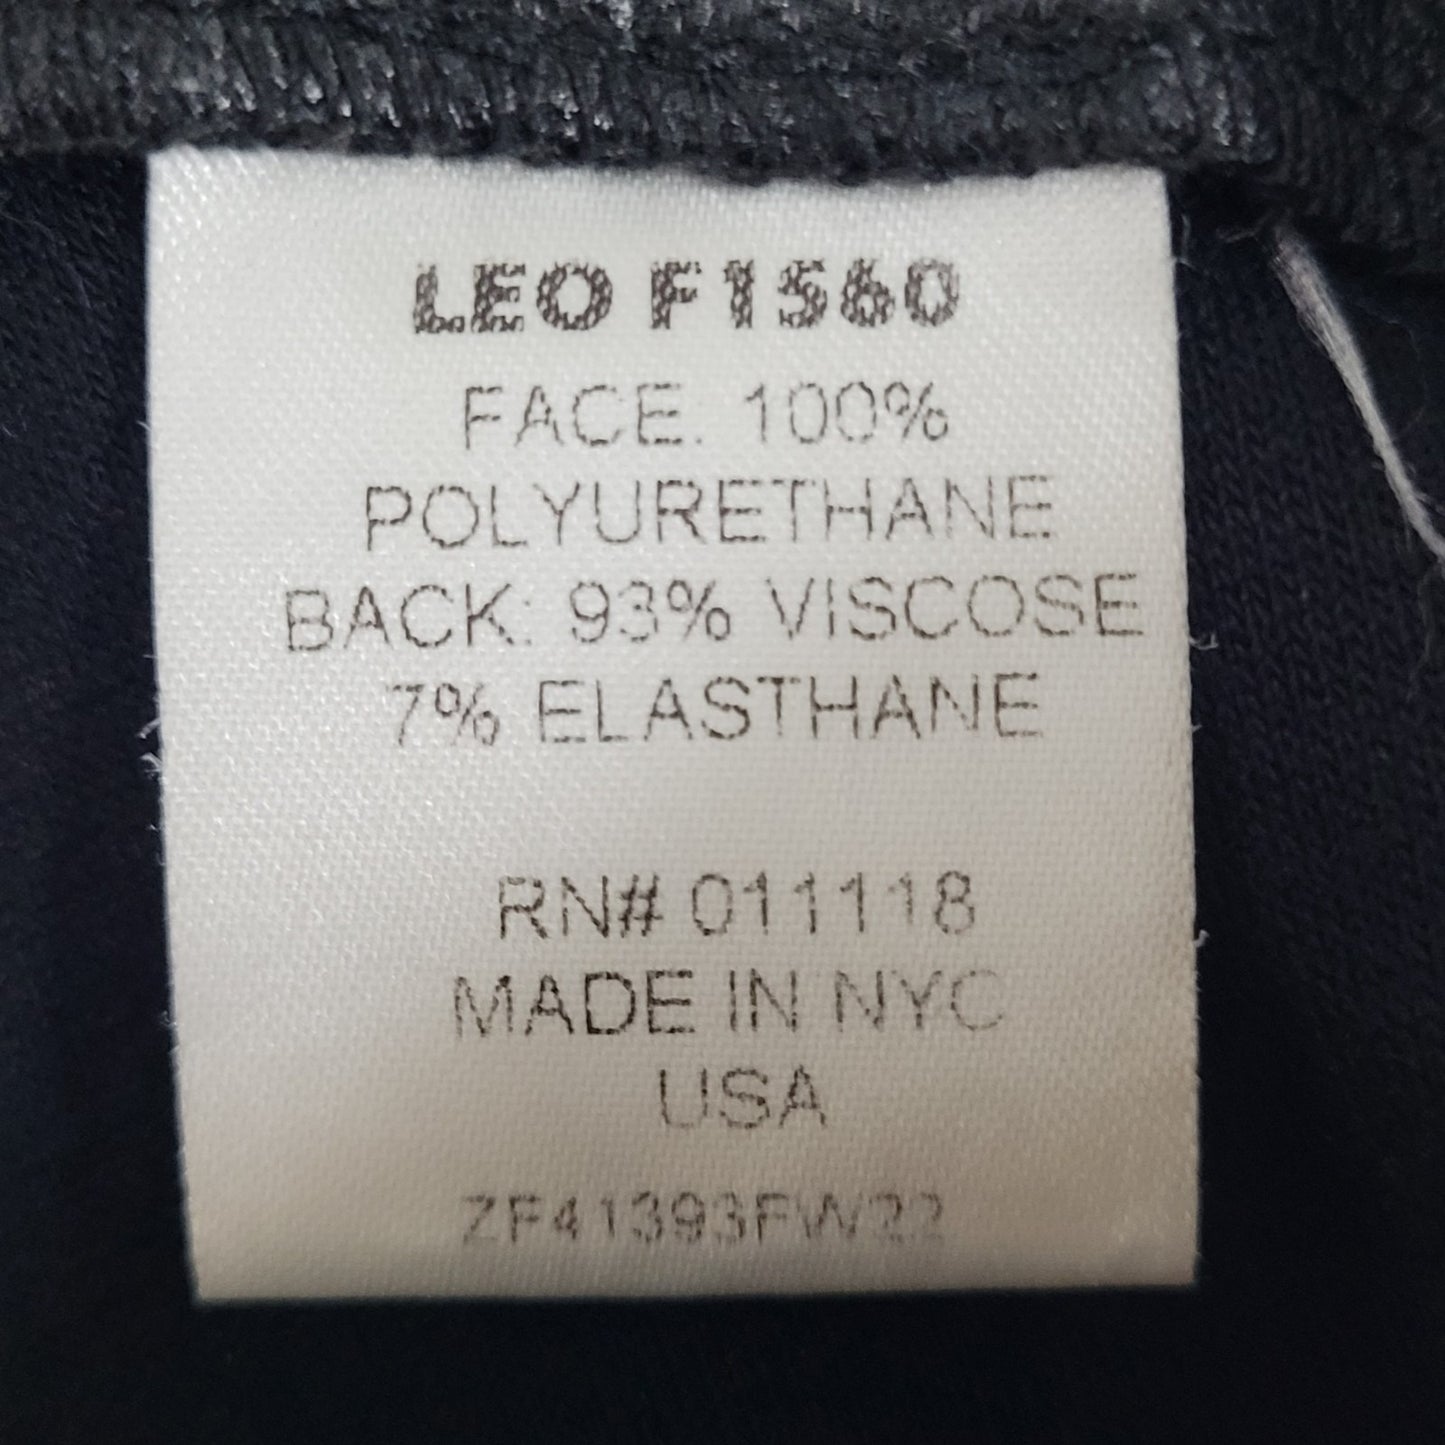 LEO F1560
FACE: 100%
POLYURETHANE
BACK: 93% VISCOSE
7% ELASTHANE
RN# 011118
MADE IN NYC
USA
ZF41393FW22